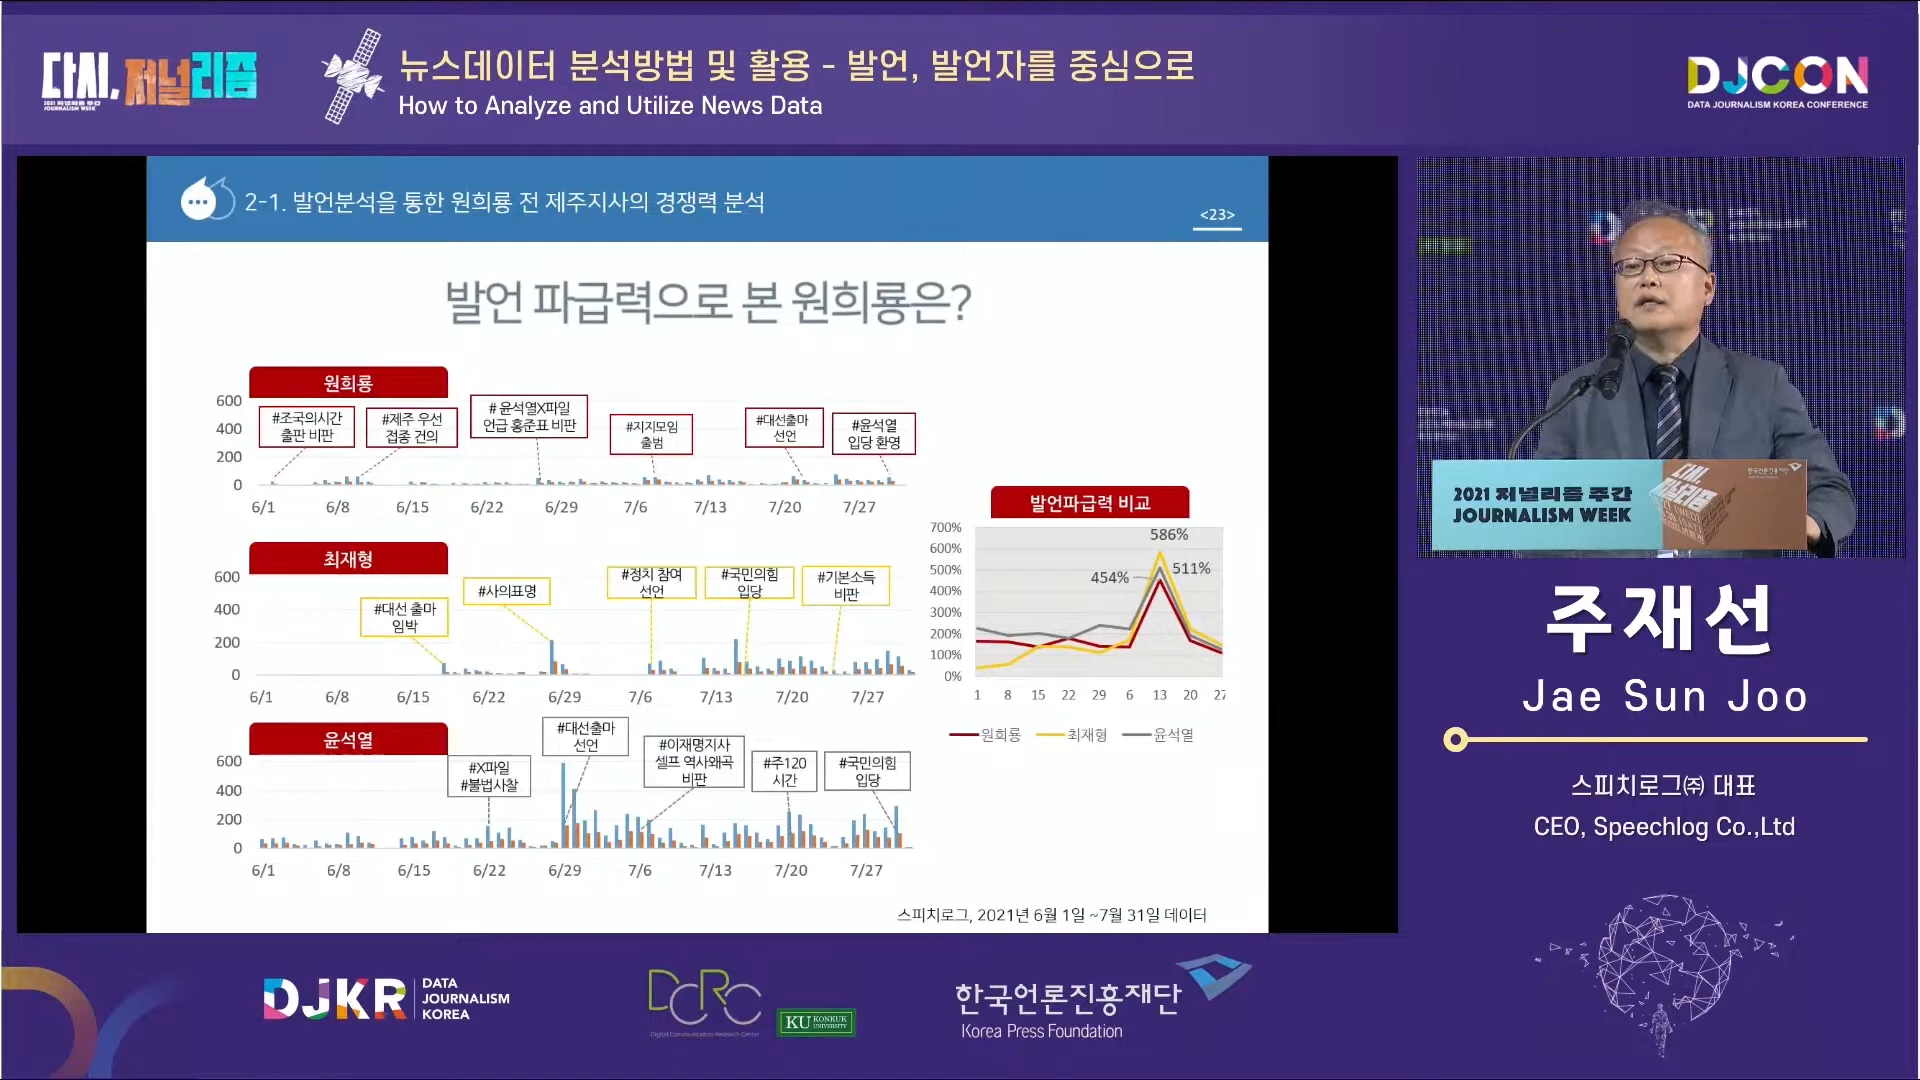 다시, 저널리즘
2021 저널리즘 주간
JOURNALISM WEEK
뉴스데이터 분석방법 및 활용 - 발언, 발언자를 중심으로
How to Analyze and Utilize News Data
DJCON
DATA JOURNALISM KOREA CONFERENCE
2-1. 발언분석을 통한 원희룡 전 제주지사의 경쟁력 분석
<23>
발언 파급력으로 본 원희룡은?
원희룡
600
400
200
0
#조국의시간
출판 비판
#제주 우선
접종 건의
# 윤석열X파일
언급 홍준표 비판
#지지모임
출범
#대선출마
선언
#윤석열
입당 환영
6/1 6/8 6/15 6/22 6/29 7/6 7/13 7/20 7/27
최재형
600
400
200
0
#대선 출마
임박
#사의표명
#정치 참여
선언
#국민의힘
입당
#기본소득
비판
6/1 6/8 6/15 6/22 6/29 7/6 7/13 7/20 7/27
윤석열
600
400
200
0
#X파일
#불법사찰
#대선출마
선언
#이재명지사
셀프 역사왜곡
비판
#주120
시간
#국민의힘
입당
6/1 6/8 6/15 6/22 6/29 7/6 7/13 7/20 7/27
발언파급력 비교
700%
600%
500%
400%
300%
200%
100%
0%
586%
454%
511%
1 8 15 22 29 6 13 20 27
원희룡 최재형 윤석열
스피치로그, 2021년 6월 1일 ~7월 31일 데이터
한국언론진흥재단
2021 저널리즘 주간
JOURNALISM WEEK
다시,
저널리즘
주재선
Jae Sun Joo
스피치로그㈜ 대표
CEO, Speechlog Co.,Ltd
DJKR
DATA
JOURNALISM
KOREA
DCRC
Digital Communication Research Center
KU KONKUK
UNIVERSITY
한국언론진흥재단
Korea Press Foundation